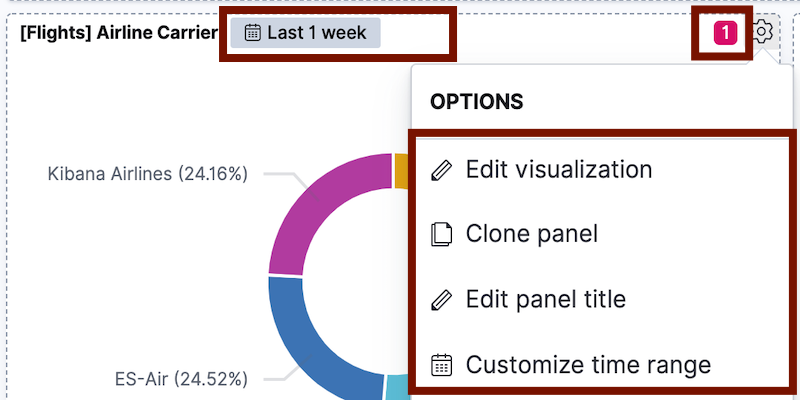 [Flights] Airline Carrier Last 1 week 1
OPTIONS
Edit visualization
Kibana Airlines (24.16%)
Clone panel
Edit panel title
Customize time range
ES-Air (24.52%)